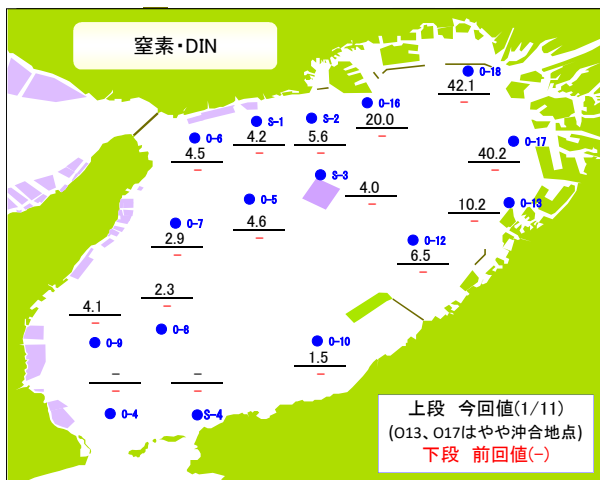 窒素・DIN
O-18
42.1
–
O-16
20.0
–
S-1
4.2
–
S-2
5.6
–
O-6
4.5
–
O-17
40.2
–
S-3
4.0
–
O-5
4.6
–
O-13
10.2
–
O-7
2.9
–
O-12
6.5
–
2.3
–
O-8
4.1
–
O-9
O-10
1.5
–
–
–
O-4
–
–
S-4
上段 今回値(1/11)
(O13、O17はやや沖合地点)
下段 前回値(−)